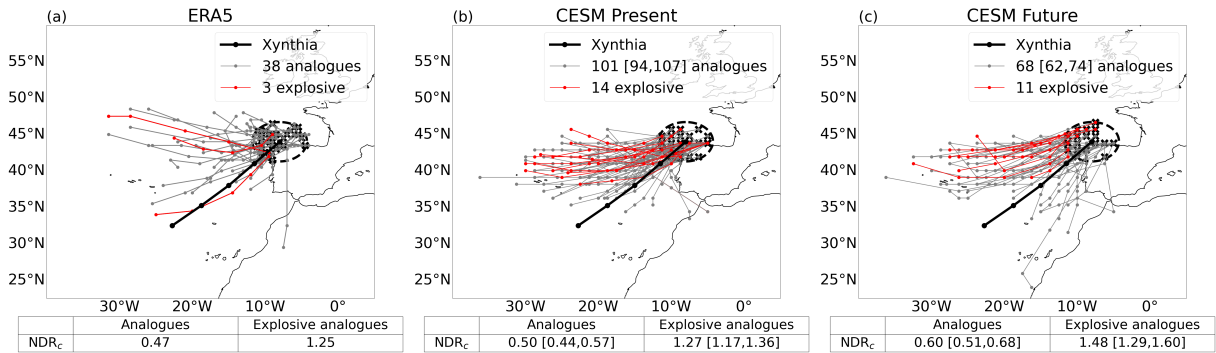 (a) ERA5
Xynthia
38 analogues
3 explosive
55°N
50°N
45°N
40°N
35°N
30°N
25°N
30°W 20°W 10°W 0°
Analogues Explosive analogues
NDRc 0.47 1.25
(b) CESM Present
Xynthia
101 [94,107] analogues
14 explosive
55°N
50°N
45°N
40°N
35°N
30°N
25°N
30°W 20°W 10°W 0°
Analogues Explosive analogues
NDRc 0.50 [0.44,0.57] 1.27 [1.17,1.36]
(c) CESM Future
Xynthia
68 [62,74] analogues
11 explosive
55°N
50°N
45°N
40°N
35°N
30°N
25°N
30°W 20°W 10°W 0°
Analogues Explosive analogues
NDRc 0.60 [0.51,0.68] 1.48 [1.29,1.60]